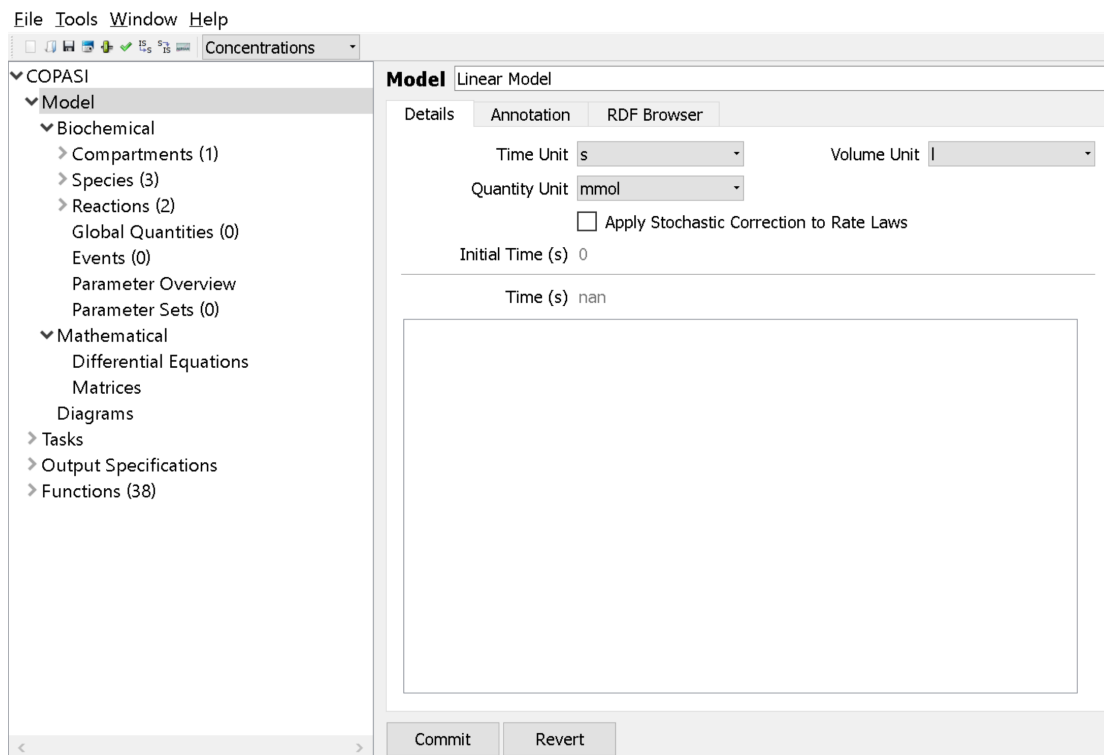 File Tools Window Help
Concentrations
COPASI
Model
Biochemical
Compartments (1)
Species (3)
Reactions (2)
Global Quantities (0)
Events (0)
Parameter Overview
Parameter Sets (0)
Mathematical
Differential Equations
Matrices
Diagrams
Tasks
Output Specifications
Functions (38)
Model Linear Model
Details Annotation RDF Browser
Time Unit s Volume Unit l
Quantity Unit mmol
Apply Stochastic Correction to Rate Laws
Initial Time (s) 0
Time (s) nan
Commit Revert